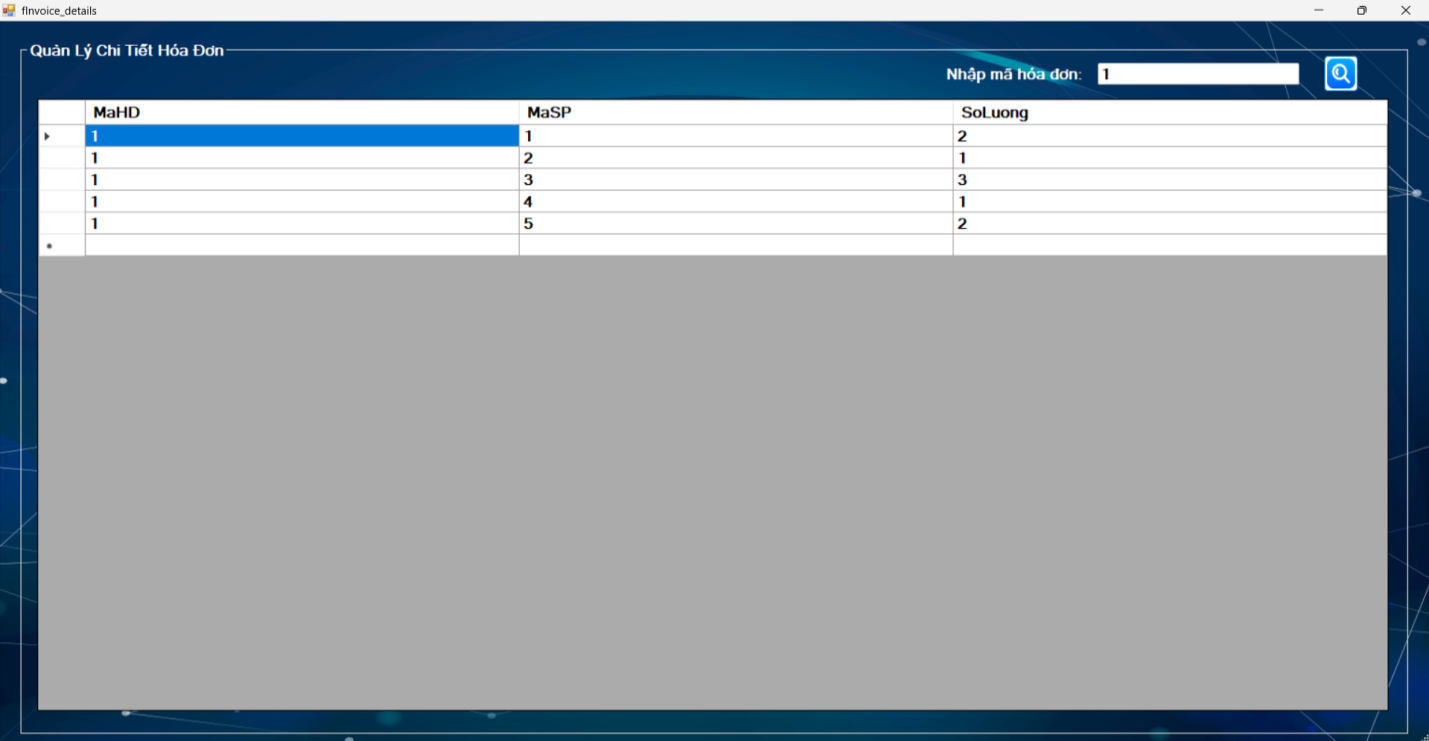 fInvoice_details
Quản Lý Chi Tiết Hóa Đơn
Nhập mã hóa đơn: 1
MaHD MaSP SoLuong
1 1 2
1 2 1
1 3 3
1 4 1
1 5 2